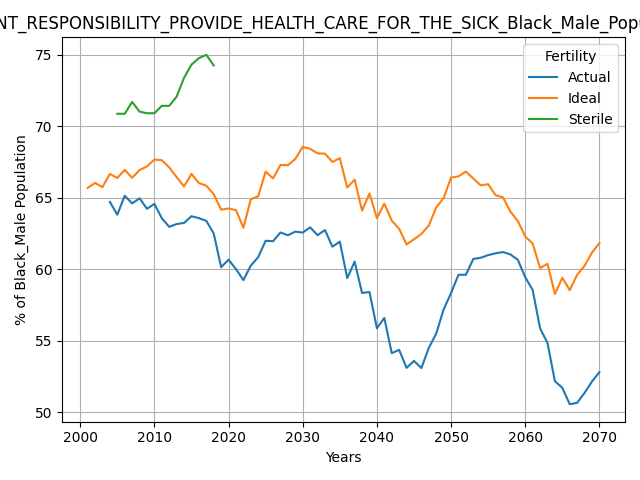 NT_RESPONSIBILITY_PROVIDE_HEALTH_CARE_FOR_THE_SICK_Black_Male_Popu
% of Black_Male Population
75
70
65
60
55
50
Fertility
Actual
Ideal
Sterile
2000 2010 2020 2030 2040 2050 2060 2070
Years